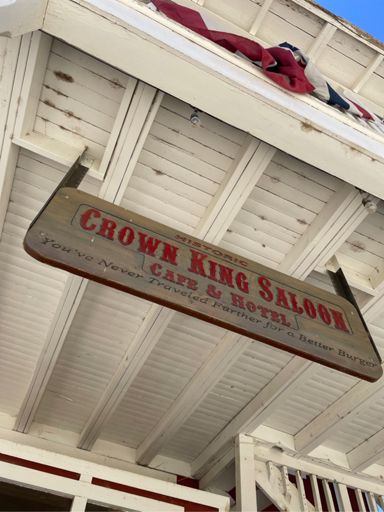 HISTORIC
CROWN KING SALOON
CAFE & HOTEL
You've Never Traveled Farther for a Better Burger